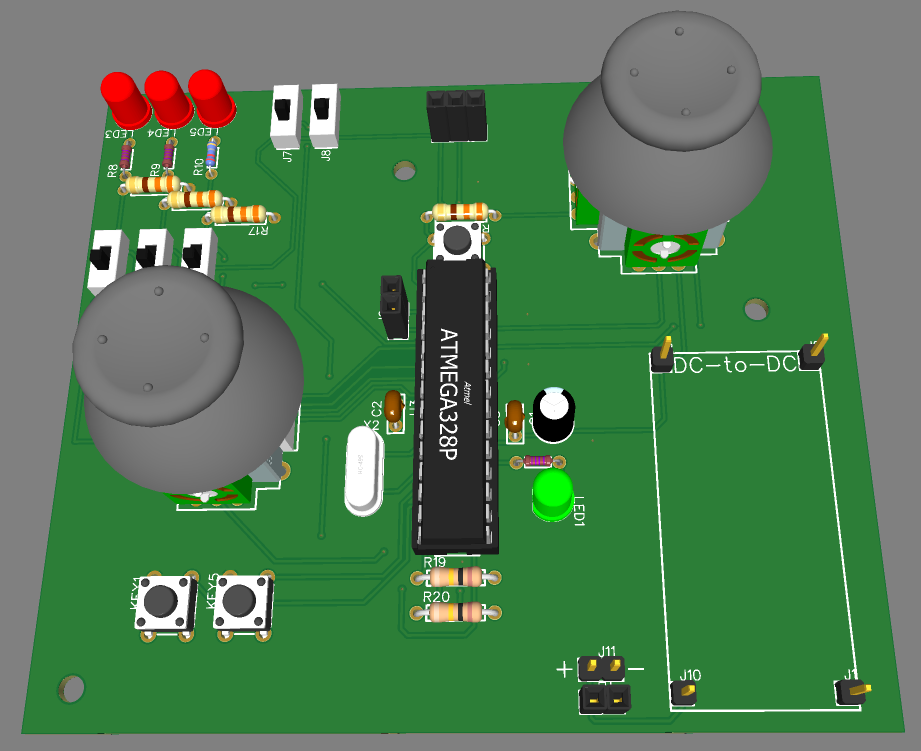 LED3
LED4
LED5
R8
R9
R10
J7
J8
R17
DC-to-DC
ATMEGA328P
Atmel
C2
X2
LED1
KEY1
KEY5
R19
R20
J11
+
-
J10
J1